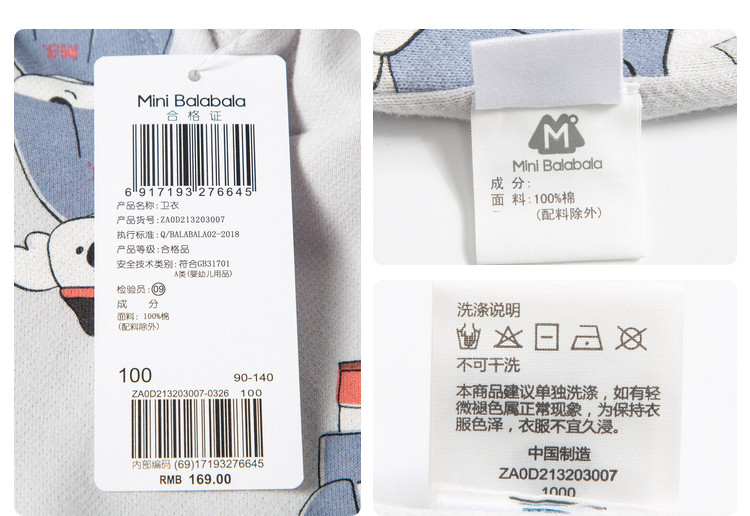 Mini Balabala
合格证
6 917193 276645
产品名称: 卫衣
产品货号: ZA0D213203007
执行标准: Q/BALABALA02-2018
产品等级: 合格品
安全技术类别: 符合GB31701
A类(婴幼儿用品)
检验员: 09
成 分
面料: 100%棉
(配料除外)
100 90-140
ZA0D213203007-0326 100
内部编码 (69)17193276645
RMB 169.00
M
Mini Balabala
成 分:
面 料: 100%棉
(配料除外)
洗涤说明
不可干洗
本商品建议单独洗涤, 如有轻
微褪色属正常现象, 为保持衣
服色泽, 衣服不宜久浸。
中国制造
ZA0D213203007
1000